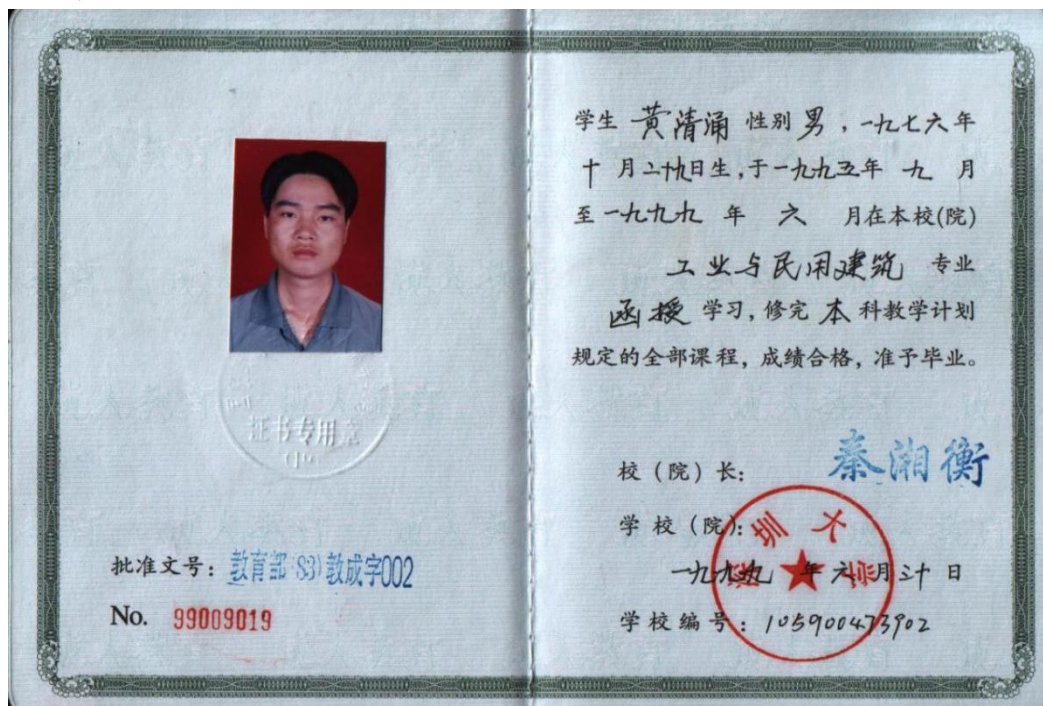 证书专用章
批准文号：教育部(83)教成字002
No. 99009019
学生 黄清涌 性别 男，一九七六年
十月二十九日生，于一九九五年 九 月
至一九九九 年 六 月在本校(院)
工业与民用建筑 专业
函授 学习，修完 本 科教学计划
规定的全部课程，成绩合格，准予毕业。
校（院）长：秦湘衡
学校（院）：
深圳大学
一九九九 年 六 月三十 日
学校编号：105900473902